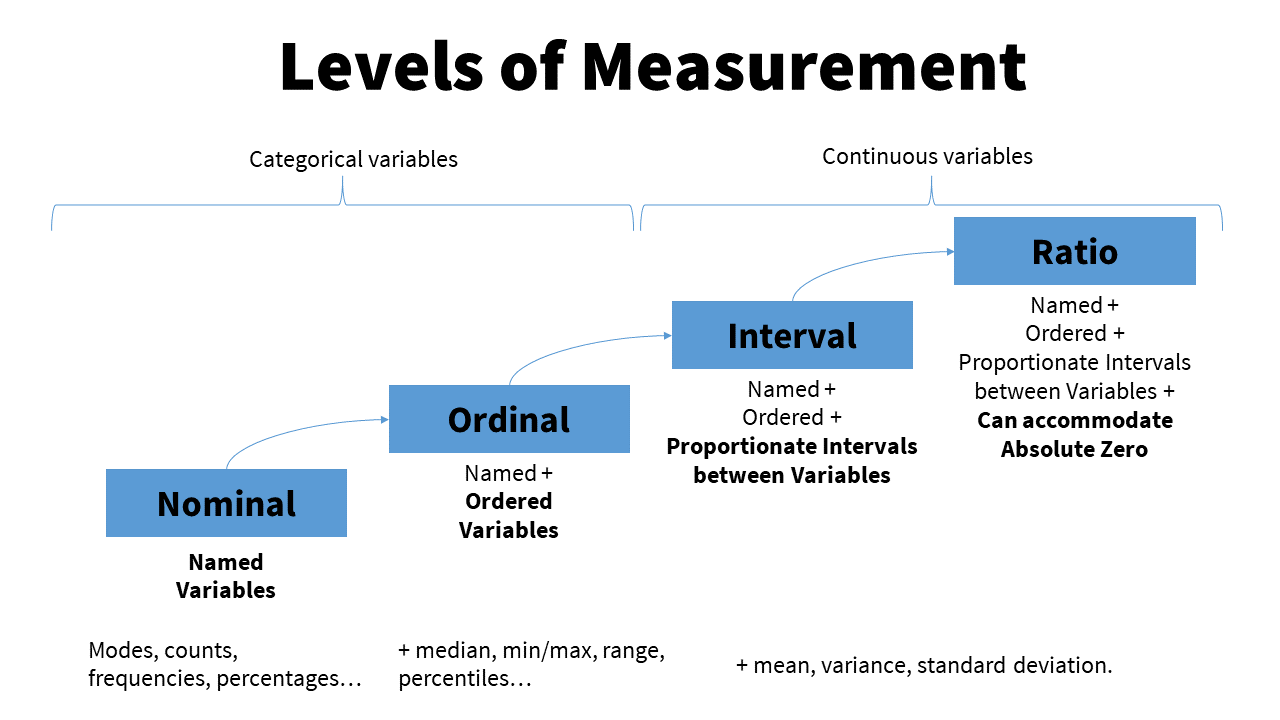 Levels of Measurement
Categorical variables
Continuous variables
Nominal
Named
Variables
Ordinal
Named +
Ordered
Variables
Interval
Named +
Ordered +
Proportionate Intervals
between Variables
Ratio
Named +
Ordered +
Proportionate Intervals
between Variables +
Can accommodate
Absolute Zero
Modes, counts,
frequencies, percentages…
+ median, min/max, range,
percentiles…
+ mean, variance, standard deviation.